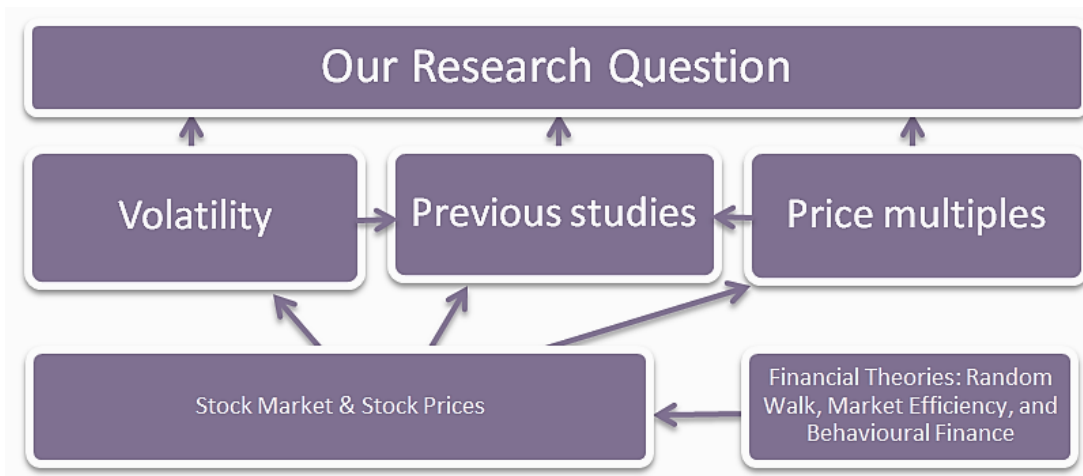 Our Research Question
Volatility
Previous studies
Price multiples
Stock Market & Stock Prices
Financial Theories: Random
Walk, Market Efficiency, and
Behavioural Finance